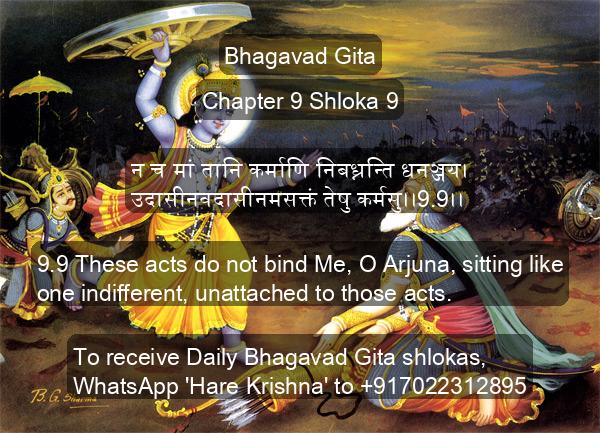 Bhagavad Gita
Chapter 9 Shloka 9
न च मां तानि कर्माणि निबध्नन्ति धनञ्जय।
उदासीनवदासीनमसक्तं तेषु कर्मसु।।9.9।।
9.9 These acts do not bind Me, O Arjuna, sitting like
one indifferent, unattached to those acts.
To receive Daily Bhagavad Gita shlokas,
WhatsApp 'Hare Krishna' to +917022312895
B.G. Sharma